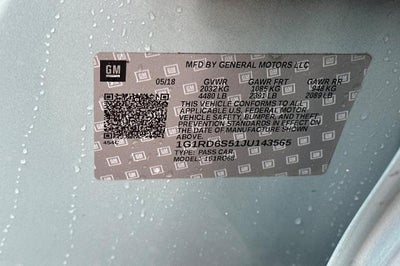 GM
MFD BY GENERAL MOTORS LLC
05/18 GVWR GAWR FRT GAWR RR
2032 KG 1085 KG 948 KG
4480 LB 2391 LB 2089 LB
THIS VEHICLE CONFORMS TO ALL
APPLICABLE U.S. FEDERAL MOTOR
VEHICLE SAFETY, BUMPER, AND THEFT
PREVENTION STANDARDS IN EFFECT ON
THE DATE OF MANUFACTURE SHOWN
ABOVE.
1G1RD6S51JU143565
TYPE: PASS CAR